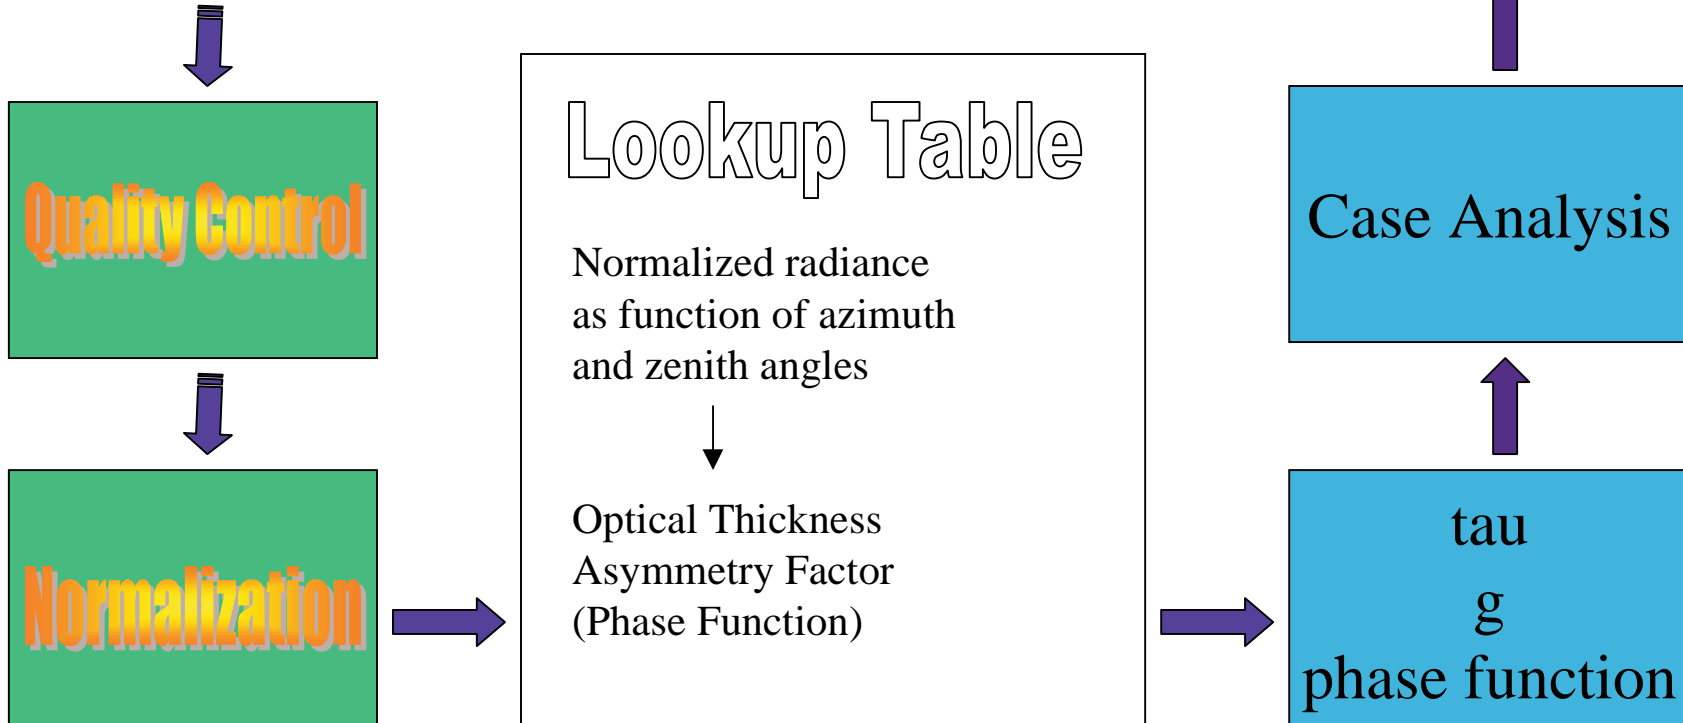 Quality Control
Normalization
Lookup Table
Normalized radiance
as function of azimuth
and zenith angles
Optical Thickness
Asymmetry Factor
(Phase Function)
Case Analysis
tau
g
phase function